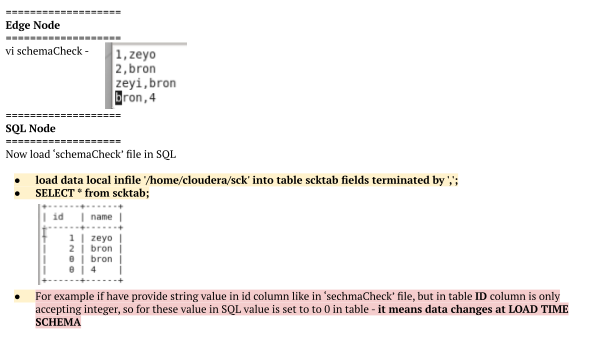 ===================
Edge Node
===================
vi schemaCheck -
1,zeyo
2,bron
zeyi,bron
bron,4
===================
SQL Node
===================
Now load ‘schemaCheck’ file in SQL
● load data local infile '/home/cloudera/sck' into table scktab fields terminated by ',';
● SELECT * from scktab;
+------+------+
| id | name |
+------+------+
| 1 | zeyo |
| 2 | bron |
| 0 | bron |
| 0 | 4 |
+------+------+
● For example if have provide string value in id column like in ‘sechmaCheck’ file, but in table ID column is only
accepting integer, so for these value in SQL value is set to to 0 in table - it means data changes at LOAD TIME
SCHEMA